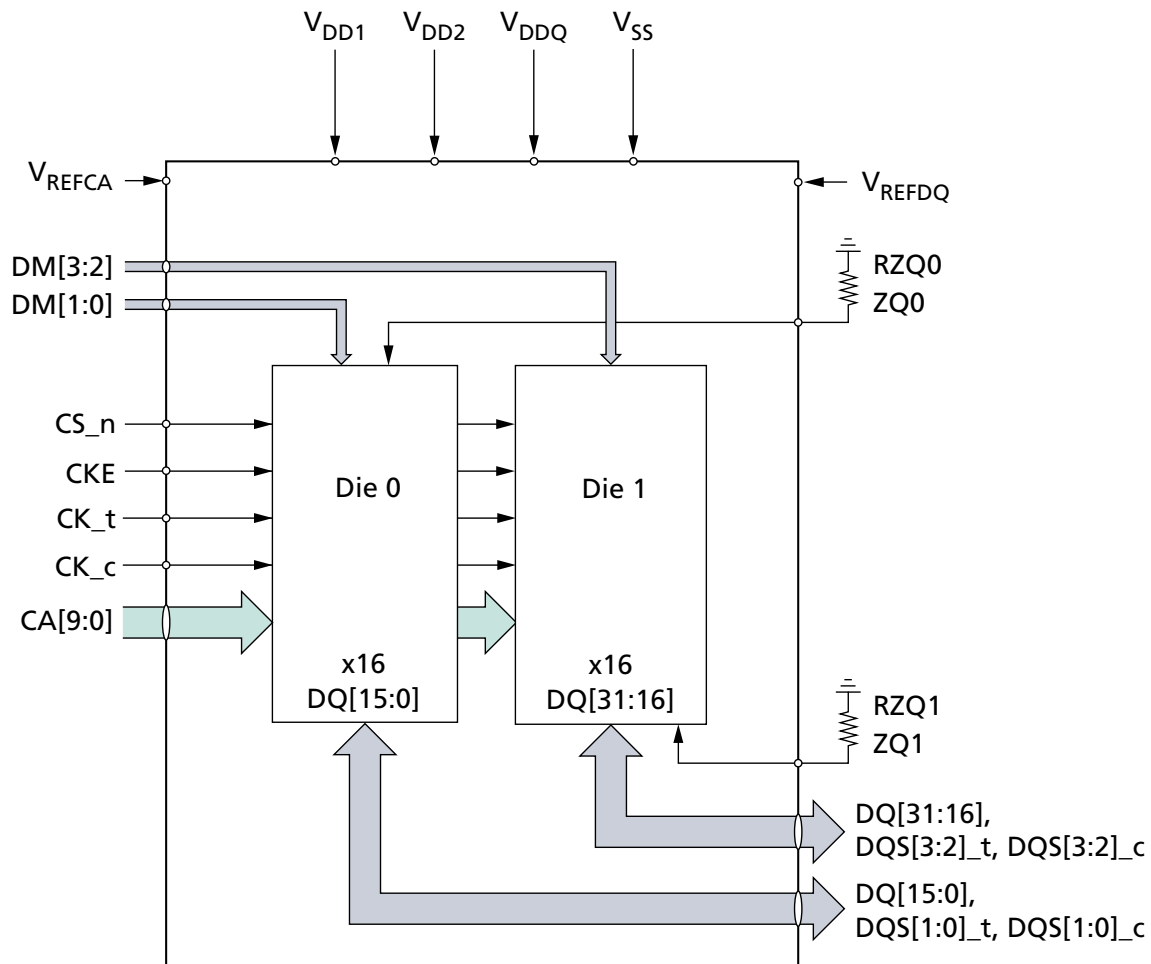 VDD1 VDD2 VDDQ VSS
VREFCA
VREFDQ
DM[3:2]
DM[1:0]
RZQ0
ZQ0
CS_n
CKE
CK_t
CK_c
CA[9:0]
Die 0
x16
DQ[15:0]
Die 1
x16
DQ[31:16]
RZQ1
ZQ1
DQ[31:16],
DQS[3:2]_t, DQS[3:2]_c
DQ[15:0],
DQS[1:0]_t, DQS[1:0]_c